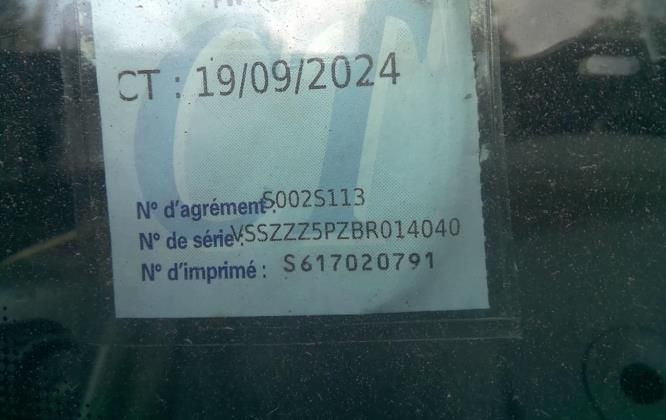 CT : 19/09/2024
N° d'agrément : S002S113
N° de série : VSSZZZ5PZBR014040
N° d'imprimé : S617020791